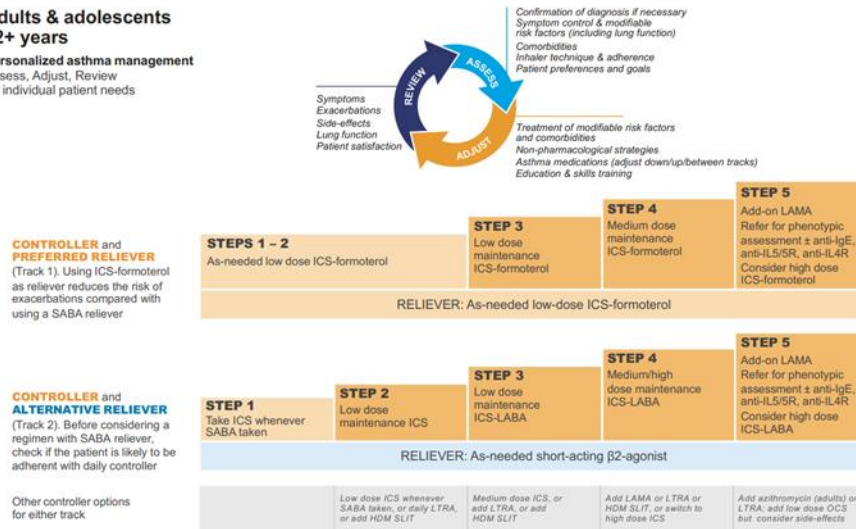 dults & adolescents
2+ years
ersonalized asthma management
sess, Adjust, Review
individual patient needs
Confirmation of diagnosis if necessary
Symptom control & modifiable
risk factors (including lung function)
Comorbidities
Inhaler technique & adherence
Patient preferences and goals
REVIEW
ASSESS
ADJUST
Symptoms
Exacerbations
Side-effects
Lung function
Patient satisfaction
Treatment of modifiable risk factors
and comorbidities
Non-pharmacological strategies
Asthma medications (adjust down/up/between tracks)
Education & skills training
CONTROLLER and
PREFERRED RELIEVER
(Track 1). Using ICS-formoterol
as reliever reduces the risk of
exacerbations compared with
using a SABA reliever
STEPS 1 – 2
As-needed low dose ICS-formoterol
STEP 3
Low dose
maintenance
ICS-formoterol
STEP 4
Medium dose
maintenance
ICS-formoterol
STEP 5
Add-on LAMA
Refer for phenotypic
assessment ± anti-IgE,
anti-IL5/5R, anti-IL4R
Consider high dose
ICS-formoterol
RELIEVER: As-needed low-dose ICS-formoterol
CONTROLLER and
ALTERNATIVE RELIEVER
(Track 2). Before considering a
regimen with SABA reliever,
check if the patient is likely to be
adherent with daily controller
STEP 1
Take ICS whenever
SABA taken
STEP 2
Low dose
maintenance ICS
STEP 3
Low dose
maintenance
ICS-LABA
STEP 4
Medium/high
dose maintenance
ICS-LABA
STEP 5
Add-on LAMA
Refer for phenotypic
assessment ± anti-IgE,
anti-IL5/5R, anti-IL4R
Consider high dose
ICS-LABA
RELIEVER: As-needed short-acting β2-agonist
Other controller options
for either track
Low dose ICS whenever
SABA taken, or daily LTRA,
or add HDM SLIT
Medium dose ICS, or
add LTRA, or add
HDM SLIT
Add LAMA or LTRA or
HDM SLIT, or switch to
high dose ICS
Add azithromycin (adults) or
LTRA; add low dose OCS
but consider side-effects